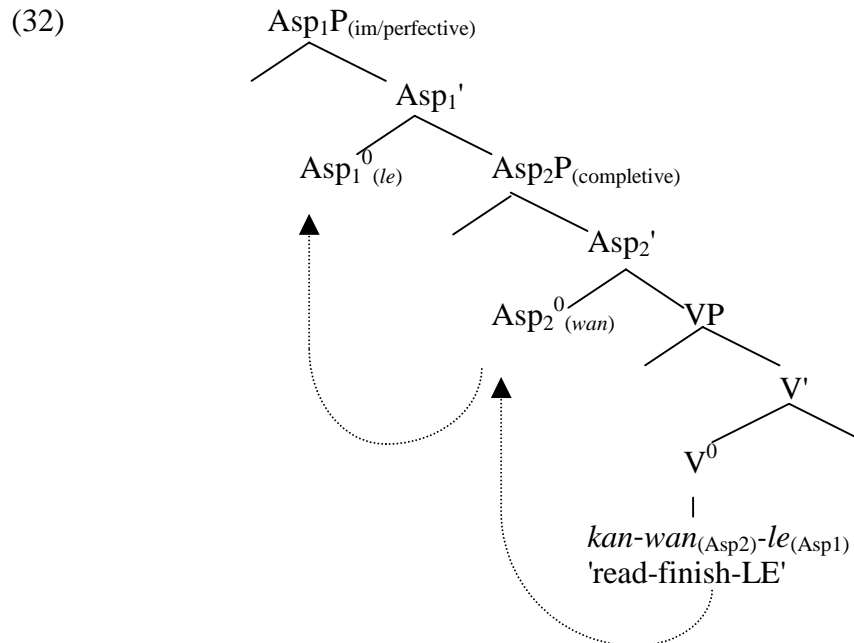 (32) Asp₁P(im/perfective)
Asp₁'
Asp₁⁰(le) Asp₂P(completive)
Asp₂'
Asp₂⁰(wan) VP
V'
V⁰
kan-wan(Asp2)-le(Asp1)
'read-finish-LE'